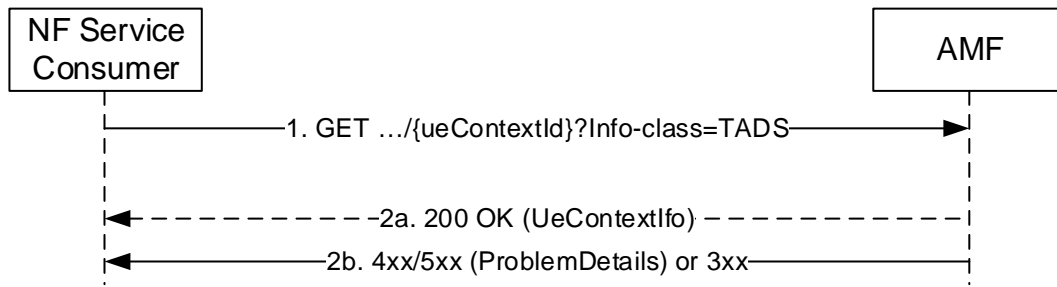 NF Service
Consumer
AMF
1. GET …/{ueContextId}?Info-class=TADS
2a. 200 OK (UeContextIfo)
2b. 4xx/5xx (ProblemDetails) or 3xx